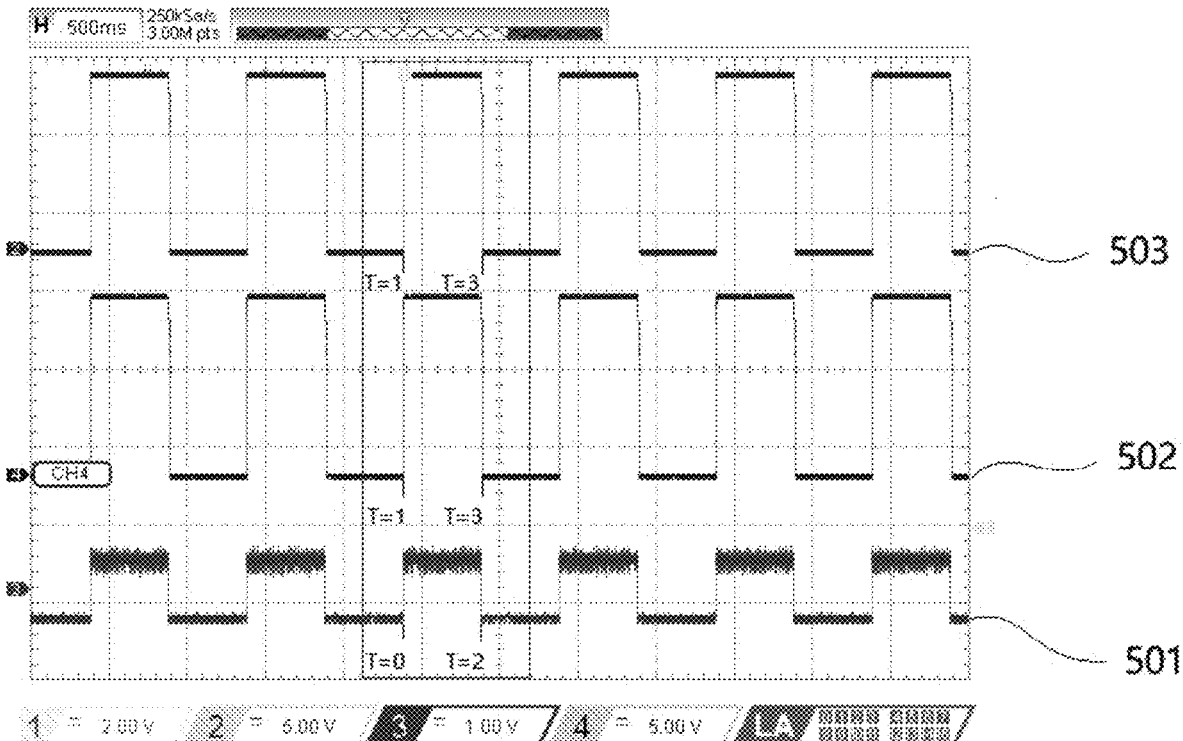 H 500ms 250kSa/s
3.00M pts
503
T=1 T=3
CH4
502
T=1 T=3
T=0 T=2
501
1 = 2.00 V 2 = 5.00 V 3 = 1.00 V 4 = 5.00 V LA